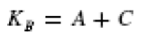 K_B = A + C